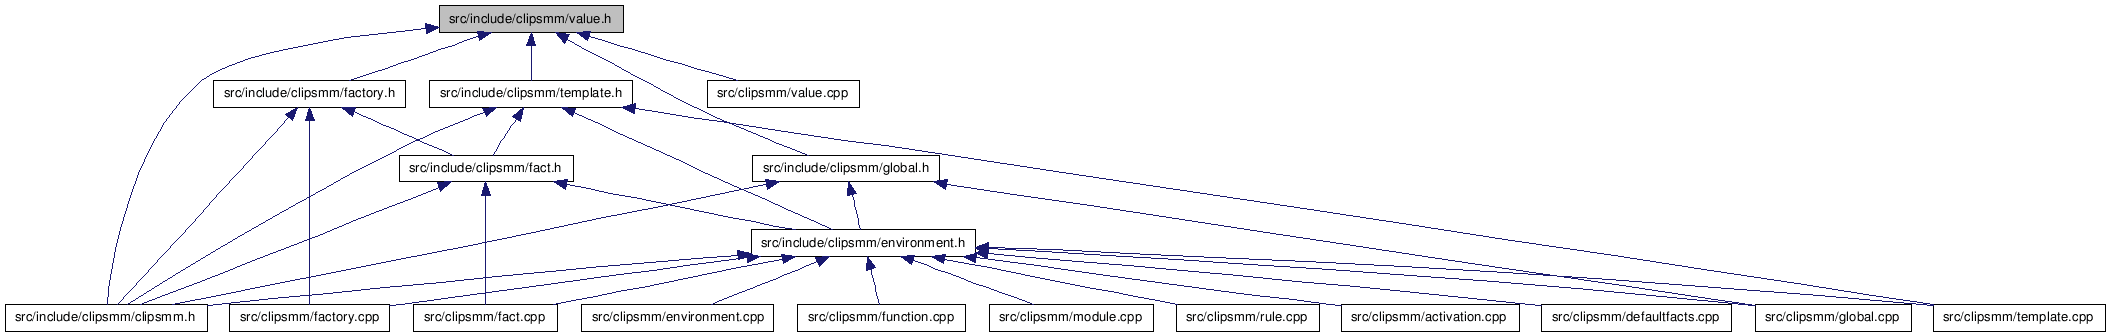 src/include/clipsmm/value.h
src/include/clipsmm/factory.h
src/include/clipsmm/template.h
src/clipsmm/value.cpp
src/include/clipsmm/fact.h
src/include/clipsmm/global.h
src/include/clipsmm/environment.h
src/include/clipsmm/clipsmm.h
src/clipsmm/factory.cpp
src/clipsmm/fact.cpp
src/clipsmm/environment.cpp
src/clipsmm/function.cpp
src/clipsmm/module.cpp
src/clipsmm/rule.cpp
src/clipsmm/activation.cpp
src/clipsmm/defaultfacts.cpp
src/clipsmm/global.cpp
src/clipsmm/template.cpp